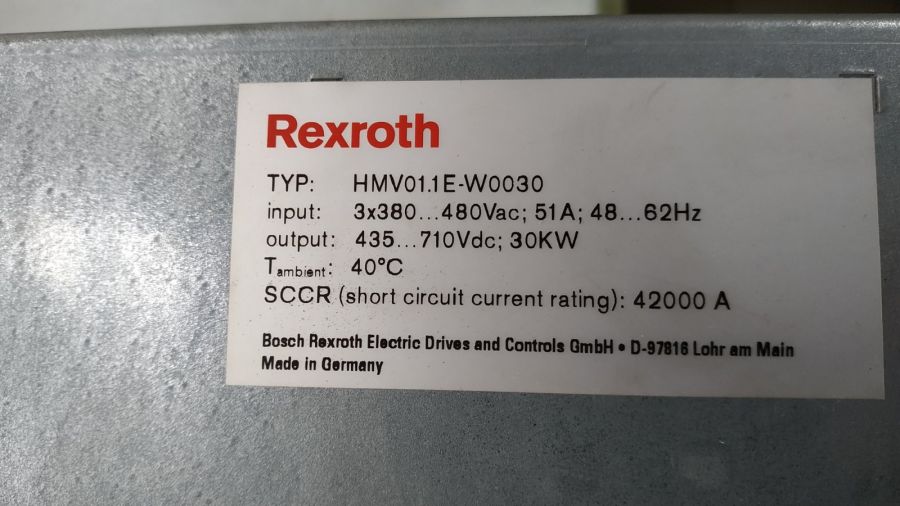 Rexroth
TYP: HMV01.1E-W0030
input: 3x380...480Vac; 51A; 48...62Hz
output: 435...710Vdc; 30KW
Tambient: 40°C
SCCR (short circuit current rating): 42000 A
Bosch Rexroth Electric Drives and Controls GmbH • D-97816 Lohr am Main
Made in Germany